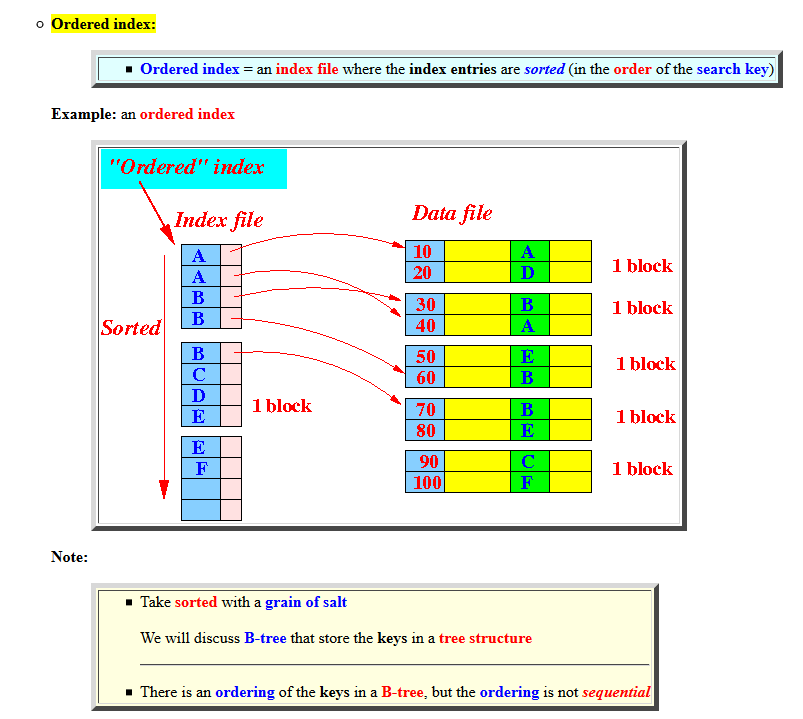 Ordered index:
Ordered index = an index file where the index entries are sorted (in the order of the search key)
Example: an ordered index
"Ordered" index
Index file
Data file
A
A
B
B
Sorted
B
C
D
E
1 block
E
F
10 A
20 D
1 block
30 B
40 A
1 block
50 E
60 B
1 block
70 B
80 E
1 block
90 C
100 F
1 block
Note:
Take sorted with a grain of salt
We will discuss B-tree that store the keys in a tree structure
There is an ordering of the keys in a B-tree, but the ordering is not sequential